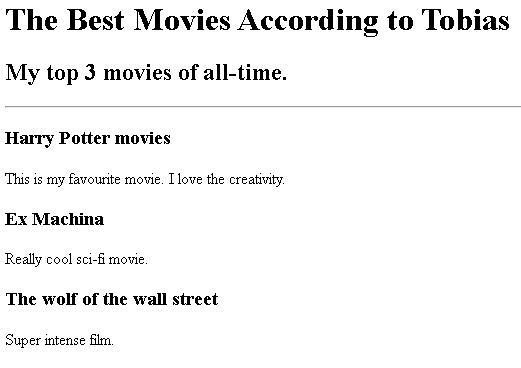 The Best Movies According to Tobias
My top 3 movies of all-time.
Harry Potter movies
This is my favourite movie. I love the creativity.
Ex Machina
Really cool sci-fi movie.
The wolf of the wall street
Super intense film.